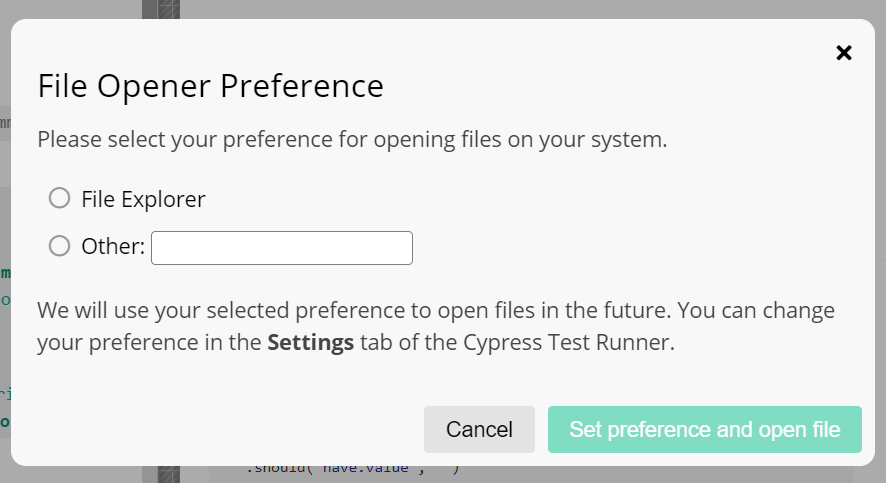 File Opener Preference
Please select your preference for opening files on your system.
File Explorer
Other:
We will use your selected preference to open files in the future. You can change
your preference in the Settings tab of the Cypress Test Runner.
Cancel
Set preference and open file
.should('have.value', '')